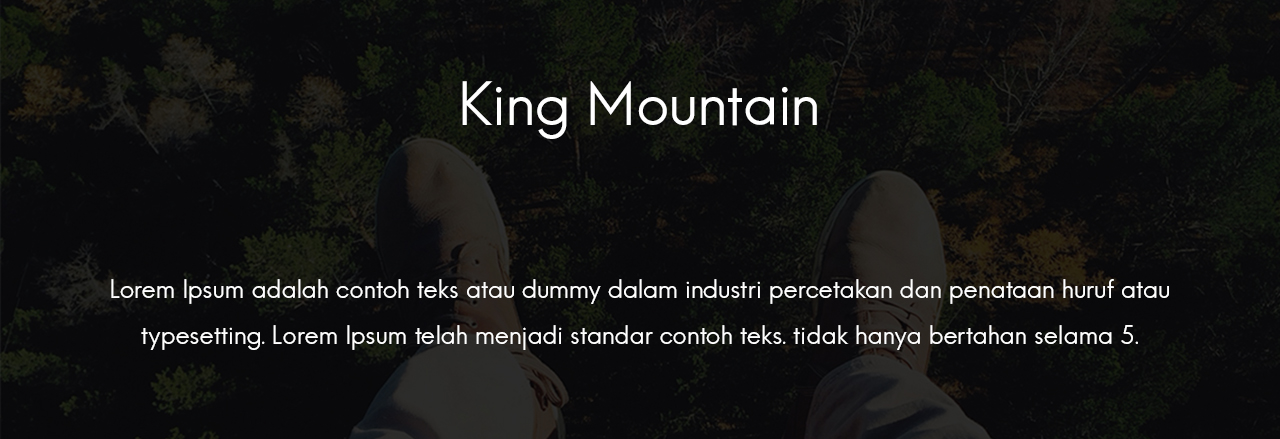 King Mountain
Lorem Ipsum adalah contoh teks atau dummy dalam industri percetakan dan penataan huruf atau
typesetting. Lorem Ipsum telah menjadi standar contoh teks. tidak hanya bertahan selama 5.